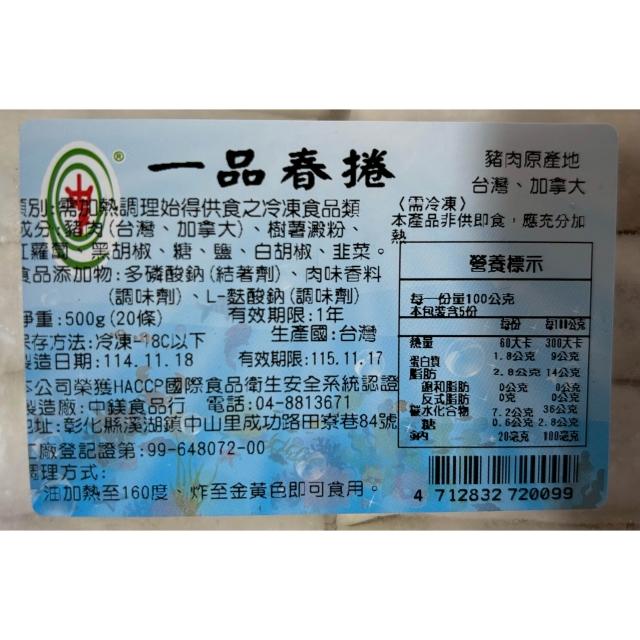 一品春捲
®
豬肉原產地
台灣、加拿大
別:需加熱調理始得供食之冷凍食品類
成分:豬肉(台灣、加拿大)、樹薯澱粉、
紅蘿蔔、黑胡椒、糖、鹽、白胡椒、韭菜。
食品添加物:多磷酸鈉(結著劑)、肉味香料
(調味劑)、L-麩酸鈉(調味劑)
淨重:500g(20條) 有效期限:1年
保存方法:冷凍-18C以下 生產國:台灣
製造日期:114.11.18 有效期限:115.11.17
本公司榮獲HACCP國際食品衛生安全系統認證
製造廠:中鎂食品行 電話:04-8813671
地址:彰化縣溪湖鎮中山里成功路田寮巷84號
工廠登記證第:99-648072-00
調理方式:
油加熱至160度、炸至金黃色即可食用。
〈需冷凍〉
本產品非供即食,應充分加
熱
營養標示
每一份量100公克
本包裝含5份
每份 每100公克
熱量 60大卡 300大卡
蛋白質 1.8公克 9公克
脂肪 2.8公克 14公克
飽和脂肪 0公克 0公克
反式脂肪 0克 0公克
碳水化合物 7.2公克 36公克
糖 0.6公克 2.8公克
鈉 20毫克 100毫克
4 712832 720099